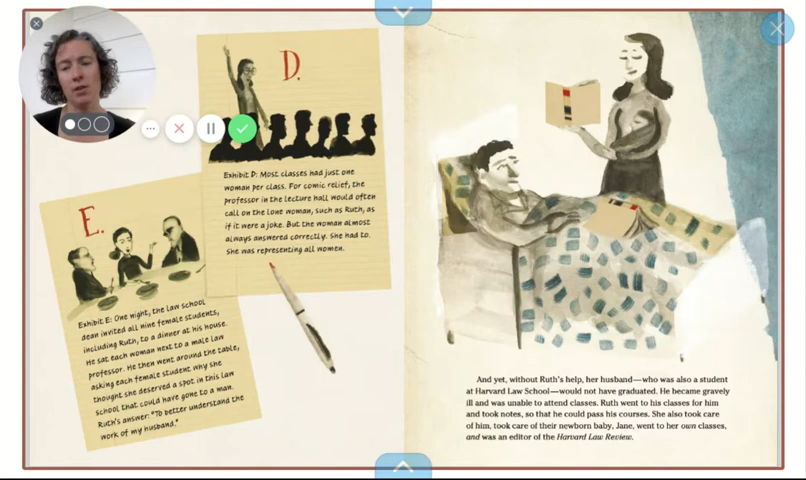 D.
Exhibit D: Most classes had just one
woman per class. For comic relief, the
professor in the lecture hall would often
call on the lone woman, such as Ruth, as
if it were a joke. But the woman almost
always answered correctly. She had to.
She was representing all women.
E.
Exhibit E: One night, the law school
dean invited all nine female students,
including Ruth, to a dinner at his house.
He sat each woman next to a male law
professor. He then went around the table,
asking each female student why she
thought she deserved a spot in this law
school that could have gone to a man.
Ruth's answer: "To better understand the
work of my husband."
And yet, without Ruth's help, her husband—who was also a student
at Harvard Law School—would not have graduated. He became gravely
ill and was unable to attend classes. Ruth went to his classes for him
and took notes, so that he could pass his courses. She also took care
of him, took care of their newborn baby, Jane, went to her own classes,
and was an editor of the Harvard Law Review.